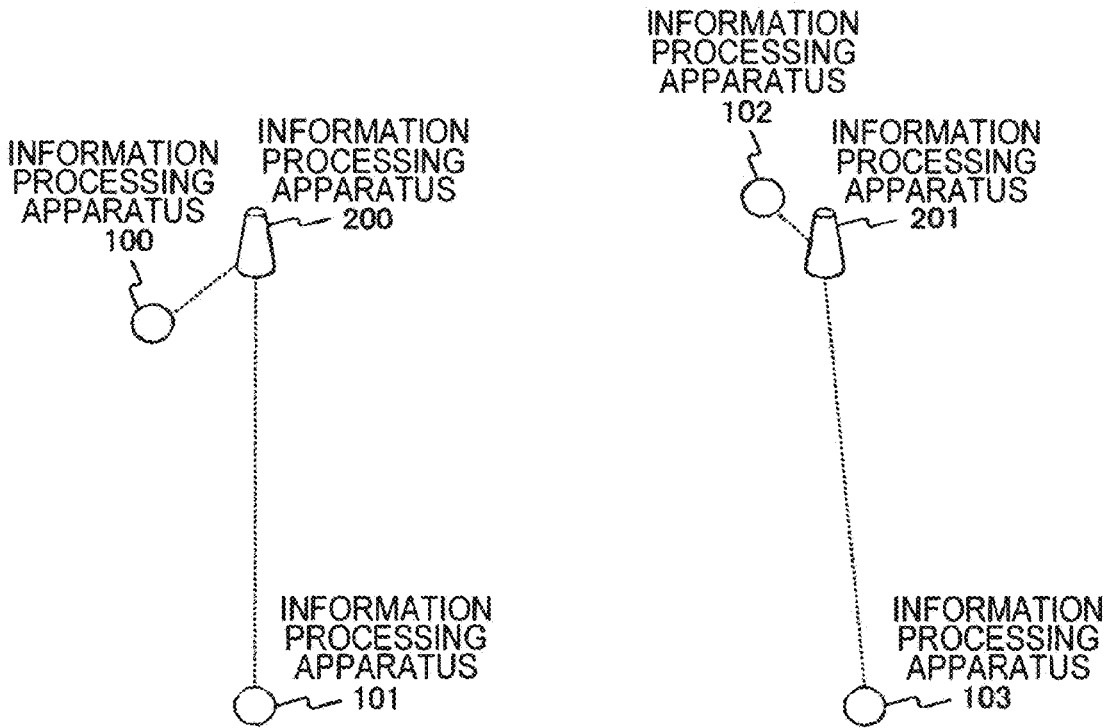 INFORMATION
PROCESSING
APPARATUS
100
INFORMATION
PROCESSING
APPARATUS
200
INFORMATION
PROCESSING
APPARATUS
101
INFORMATION
PROCESSING
APPARATUS
102
INFORMATION
PROCESSING
APPARATUS
201
INFORMATION
PROCESSING
APPARATUS
103